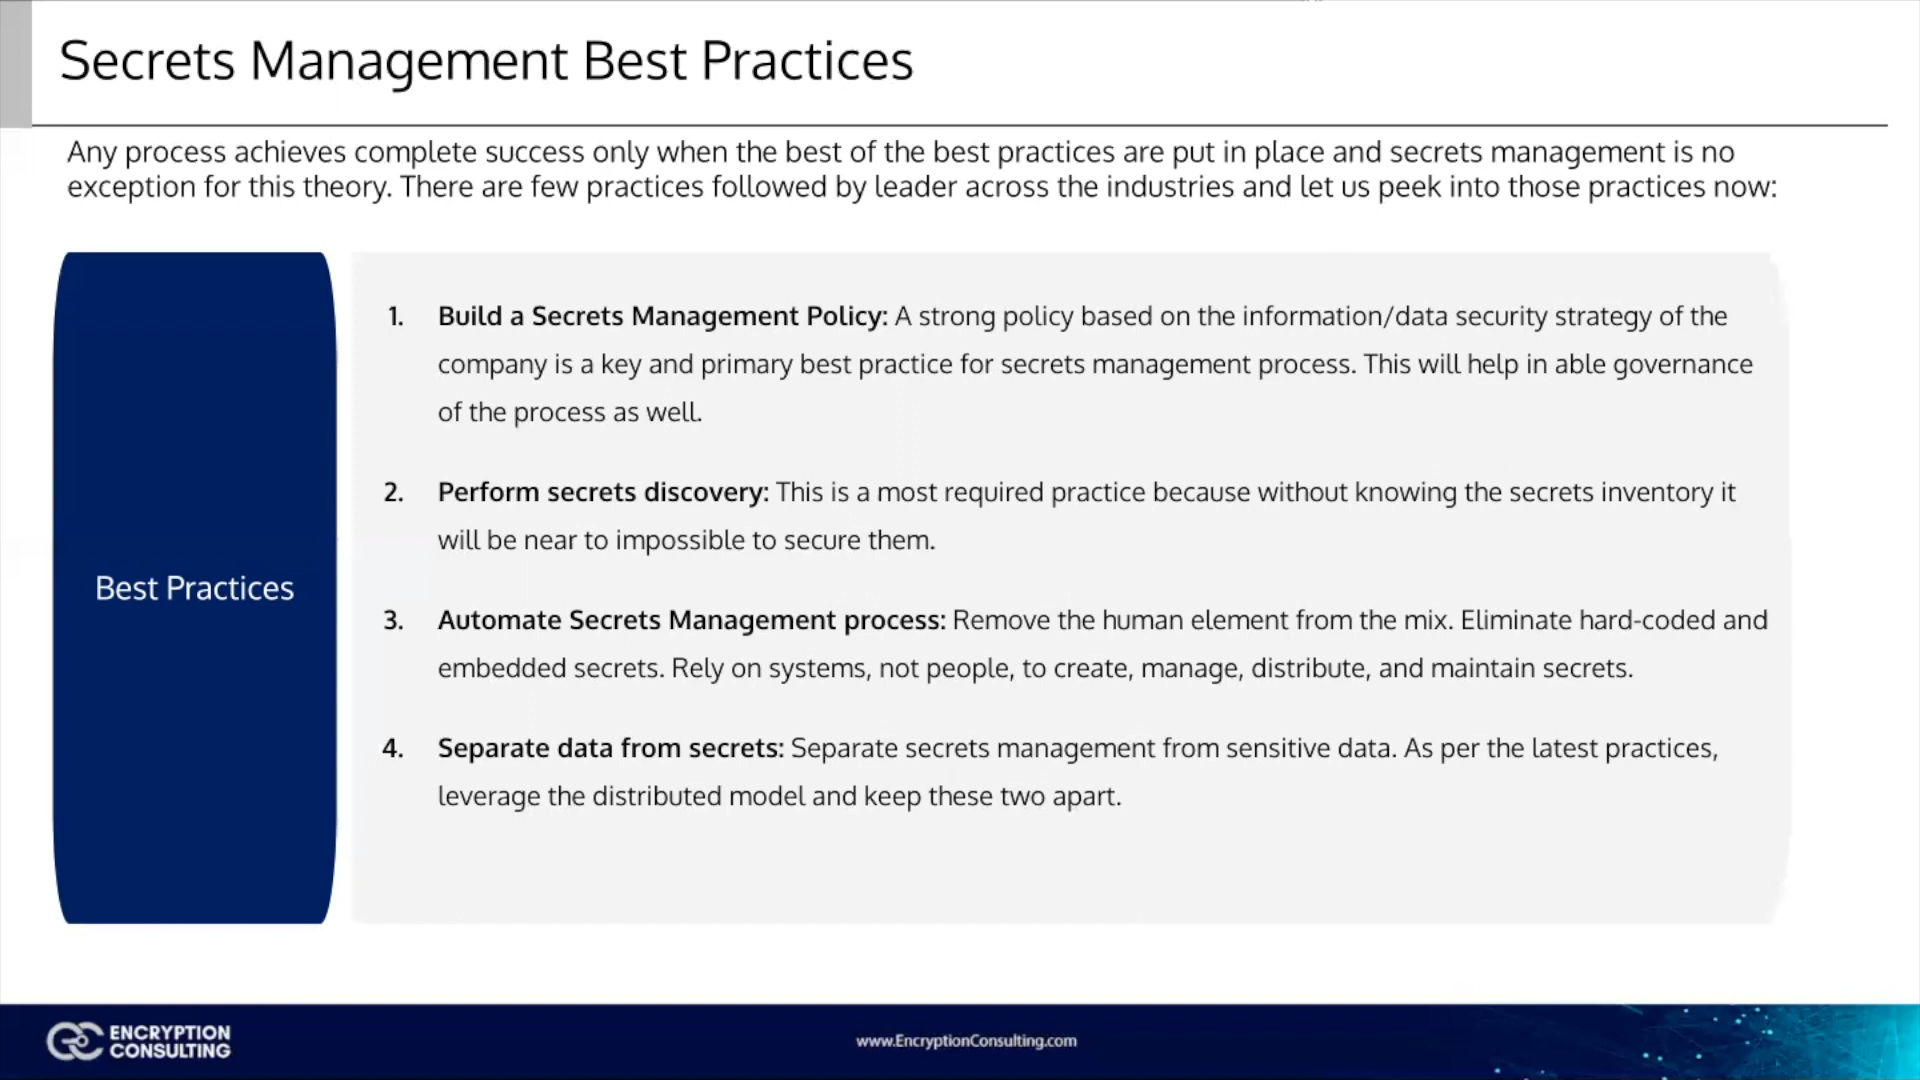 Secrets Management Best Practices
Any process achieves complete success only when the best of the best practices are put in place and secrets management is no
exception for this theory. There are few practices followed by leader across the industries and let us peek into those practices now:
Best Practices
1. Build a Secrets Management Policy: A strong policy based on the information/data security strategy of the
company is a key and primary best practice for secrets management process. This will help in able governance
of the process as well.
2. Perform secrets discovery: This is a most required practice because without knowing the secrets inventory it
will be near to impossible to secure them.
3. Automate Secrets Management process: Remove the human element from the mix. Eliminate hard-coded and
embedded secrets. Rely on systems, not people, to create, manage, distribute, and maintain secrets.
4. Separate data from secrets: Separate secrets management from sensitive data. As per the latest practices,
leverage the distributed model and keep these two apart.
ENCRYPTION
CONSULTING
www.EncryptionConsulting.com